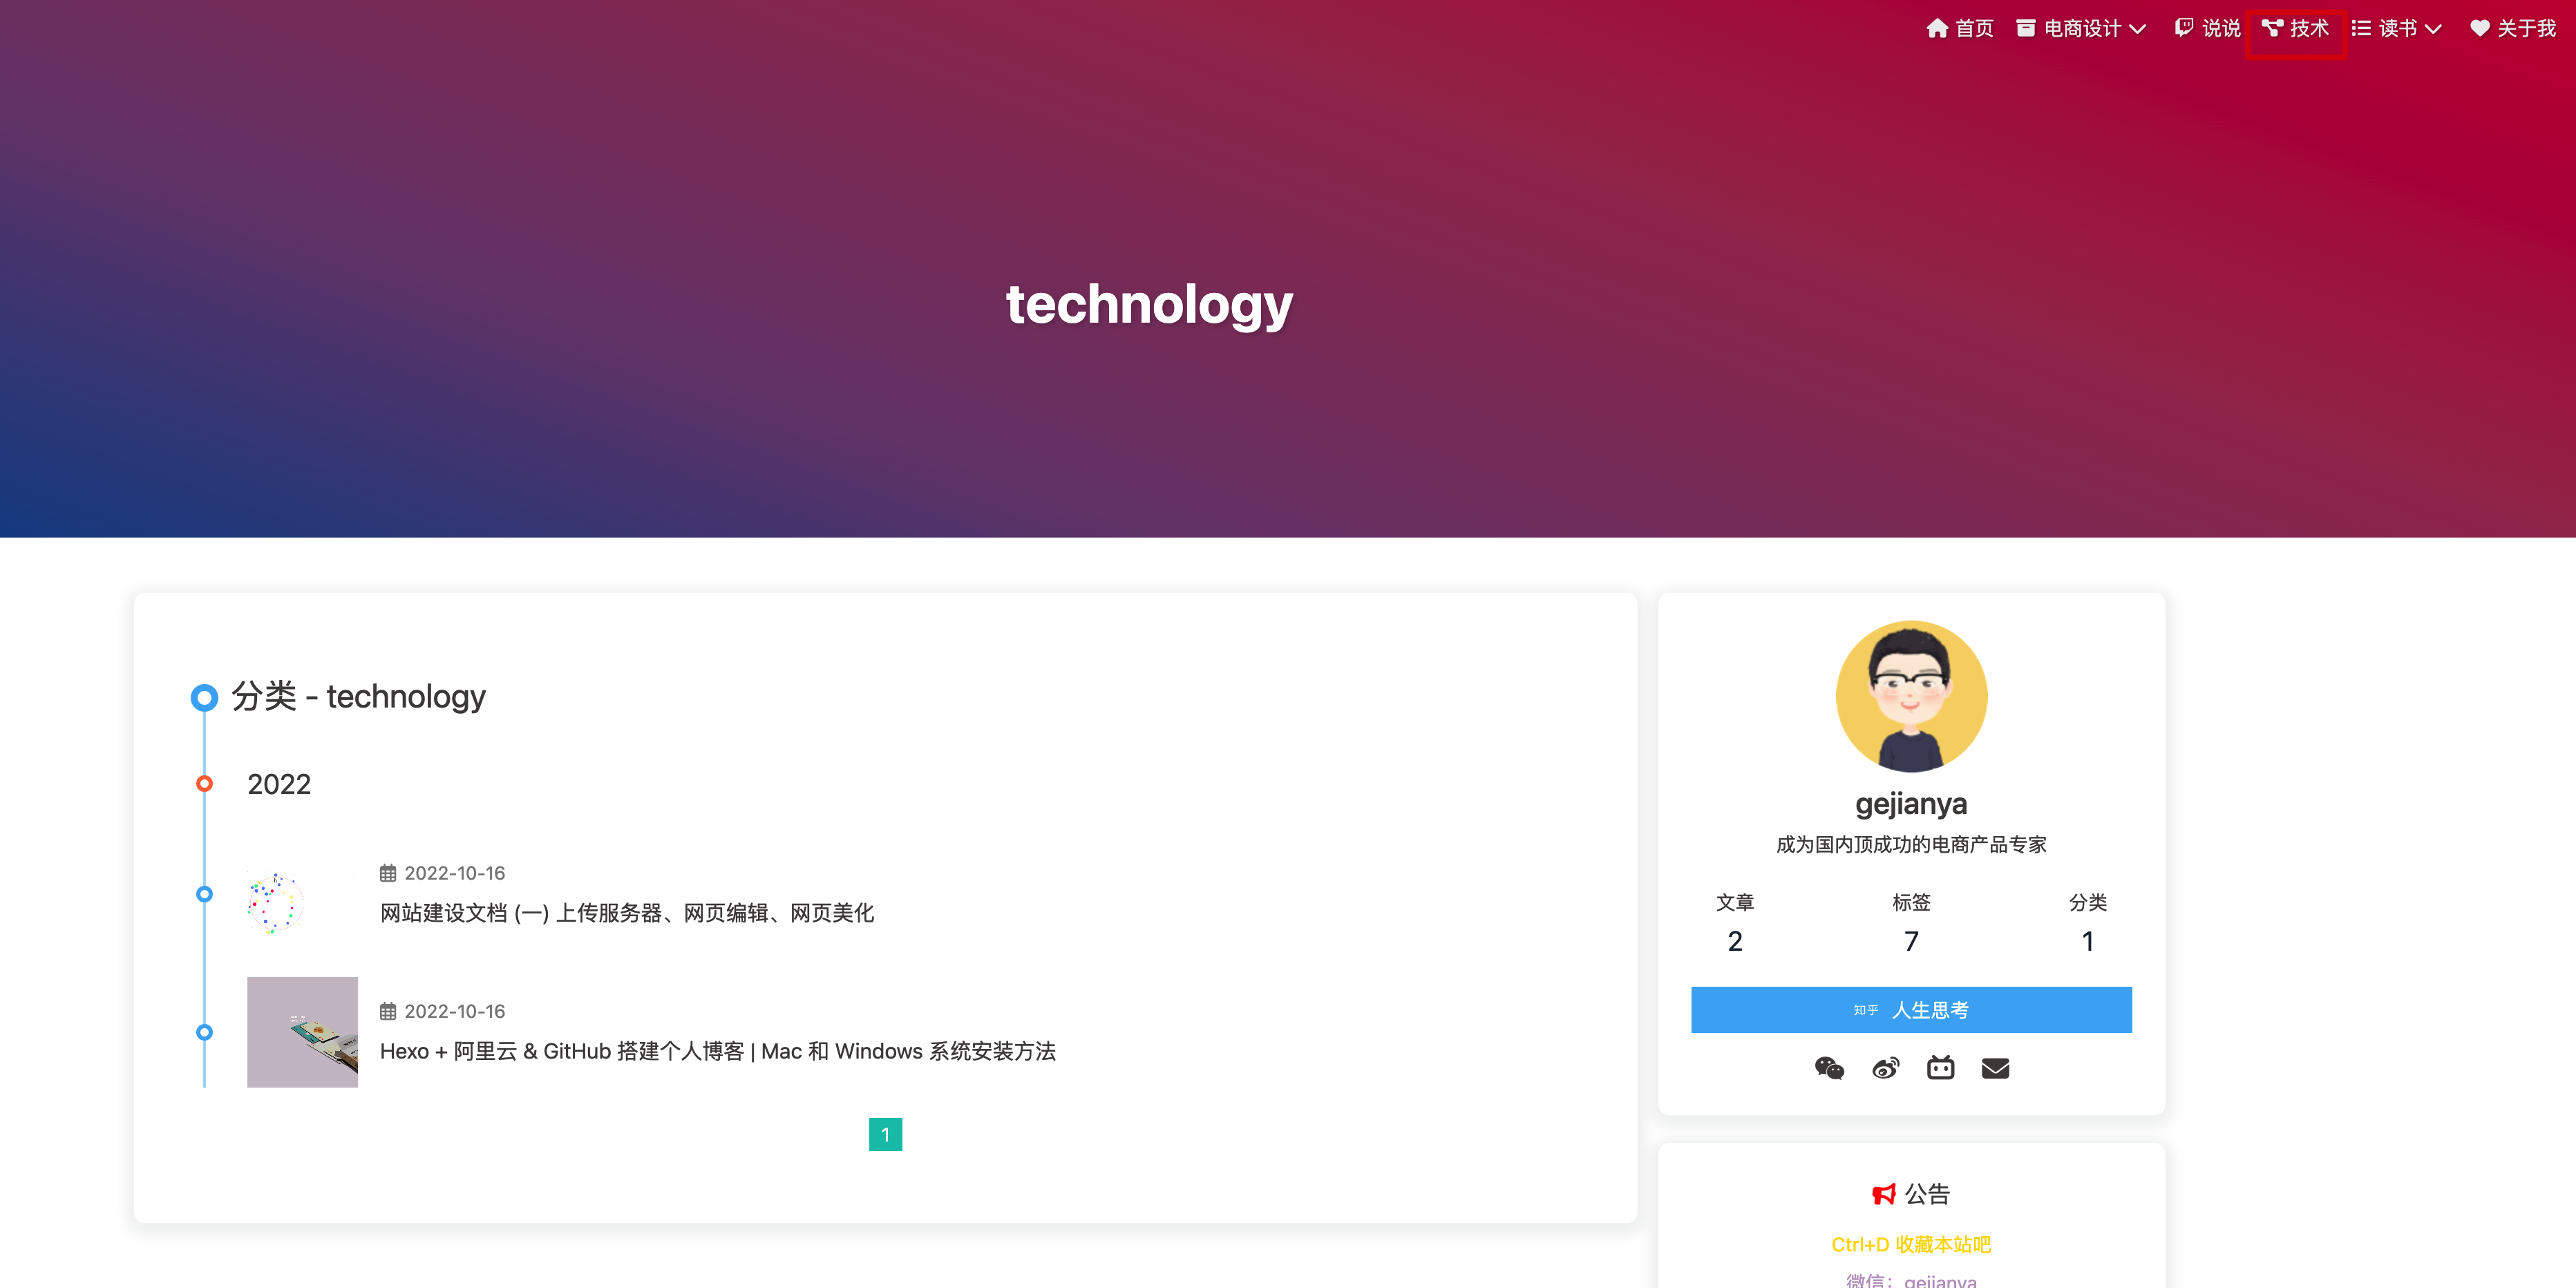 首页 电商设计 说说 技术 读书 关于我
technology
分类 - technology
2022
2022-10-16
网站建设文档 (一) 上传服务器、网页编辑、网页美化
2022-10-16
Hexo + 阿里云 & GitHub 搭建个人博客 | Mac 和 Windows 系统安装方法
1
gejianya
成为国内顶成功的电商产品专家
文章 标签 分类
2 7 1
知乎 人生思考
公告
Ctrl+D 收藏本站吧
微信：gejianya